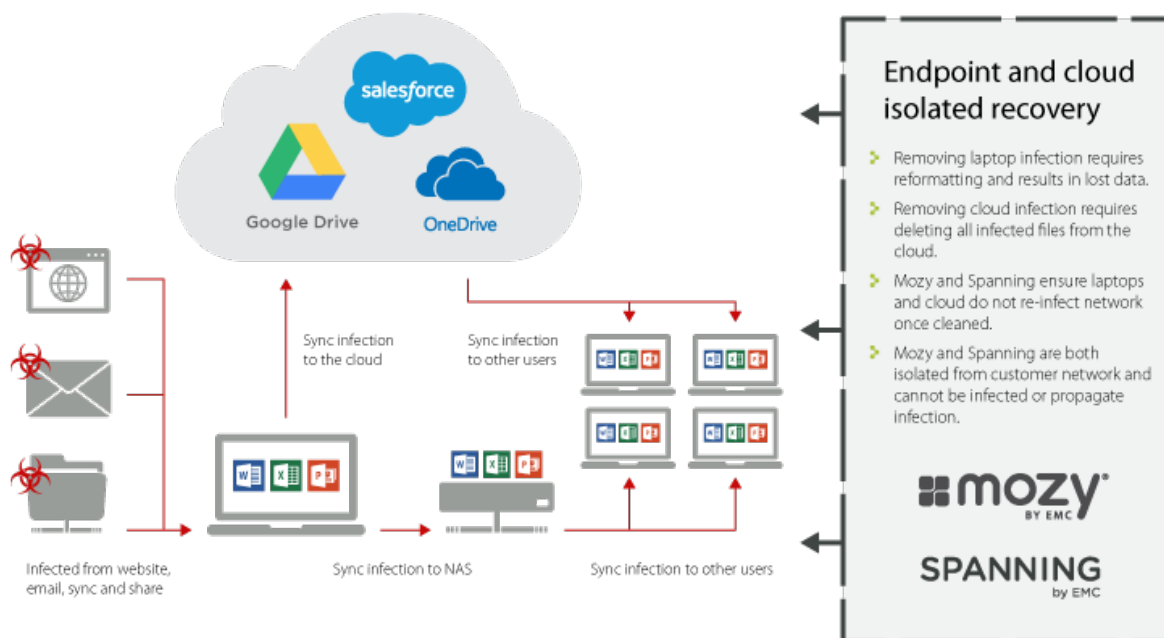 salesforce
Google Drive
OneDrive
Sync infection
to the cloud
Sync infection
to other users
W X P
W X P
W X P
W X P
W X P
W X P
Infected from website,
email, sync and share
Sync infection to NAS
Sync infection to other users
Endpoint and cloud
isolated recovery
Removing laptop infection requires
reformatting and results in lost data.
Removing cloud infection requires
deleting all infected files from the
cloud.
Mozy and Spanning ensure laptops
and cloud do not re-infect network
once cleaned.
Mozy and Spanning are both
isolated from customer network and
cannot be infected or propagate
infection.
mozy®
BY EMC
SPANNING
by EMC